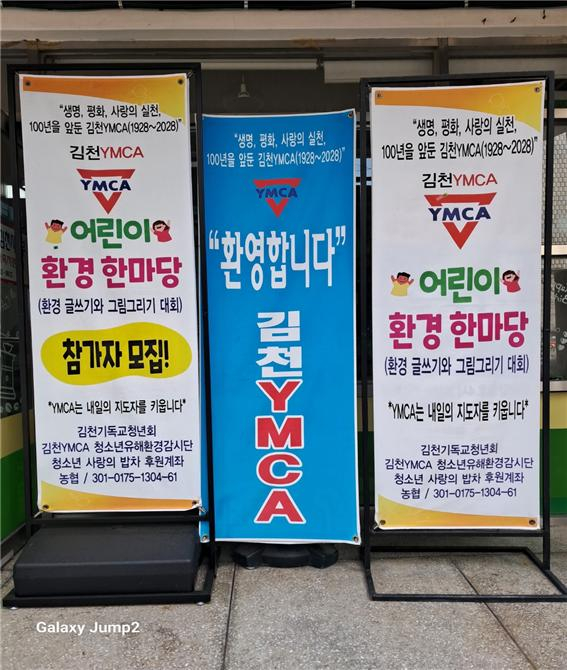 "생명, 평화, 사랑의 실천,
100년을 앞둔 김천YMCA(1928~2028)"
김천YMCA
YMCA
어린이
환경 한마당
(환경 글쓰기와 그림그리기 대회)
참가자 모집!
*YMCA는 내일의 지도자를 키웁니다*
김천기독교청년회
김천YMCA 청소년유해환경감시단
청소년 사랑의 밥차 후원계좌
농협 / 301-0175-1304-61
"생명, 평화, 사랑의 실천,
100년을 앞둔 김천YMCA(1928~2028)"
YMCA
"환영합니다"
김천YMCA
"생명, 평화, 사랑의 실천,
100년을 앞둔 김천YMCA(1928~2028)"
김천YMCA
YMCA
어린이
환경 한마당
(환경 글쓰기와 그림그리기 대회)
*YMCA는 내일의 지도자를 키웁니다*
김천기독교청년회
김천YMCA 청소년유해환경감시단
청소년 사랑의 밥차 후원계좌
농협 / 301-0175-1304-61
Galaxy Jump2